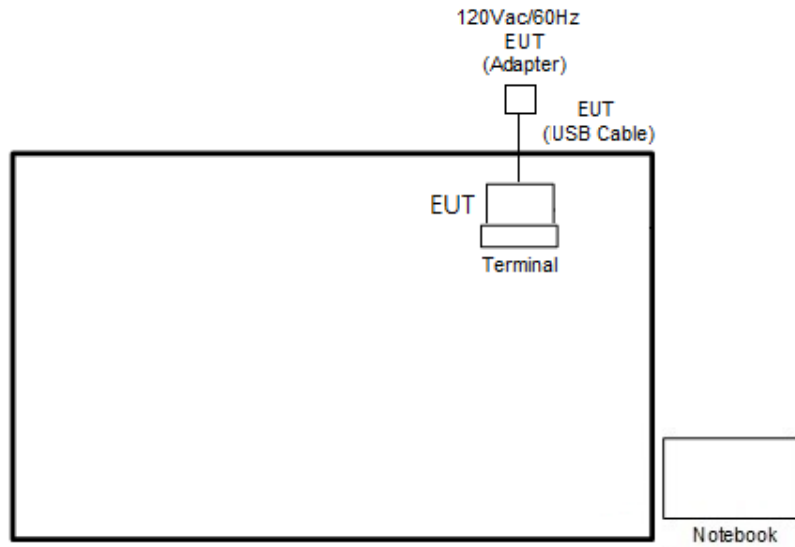 120Vac/60Hz
EUT
(Adapter)
EUT
(USB Cable)
EUT
Terminal
Notebook